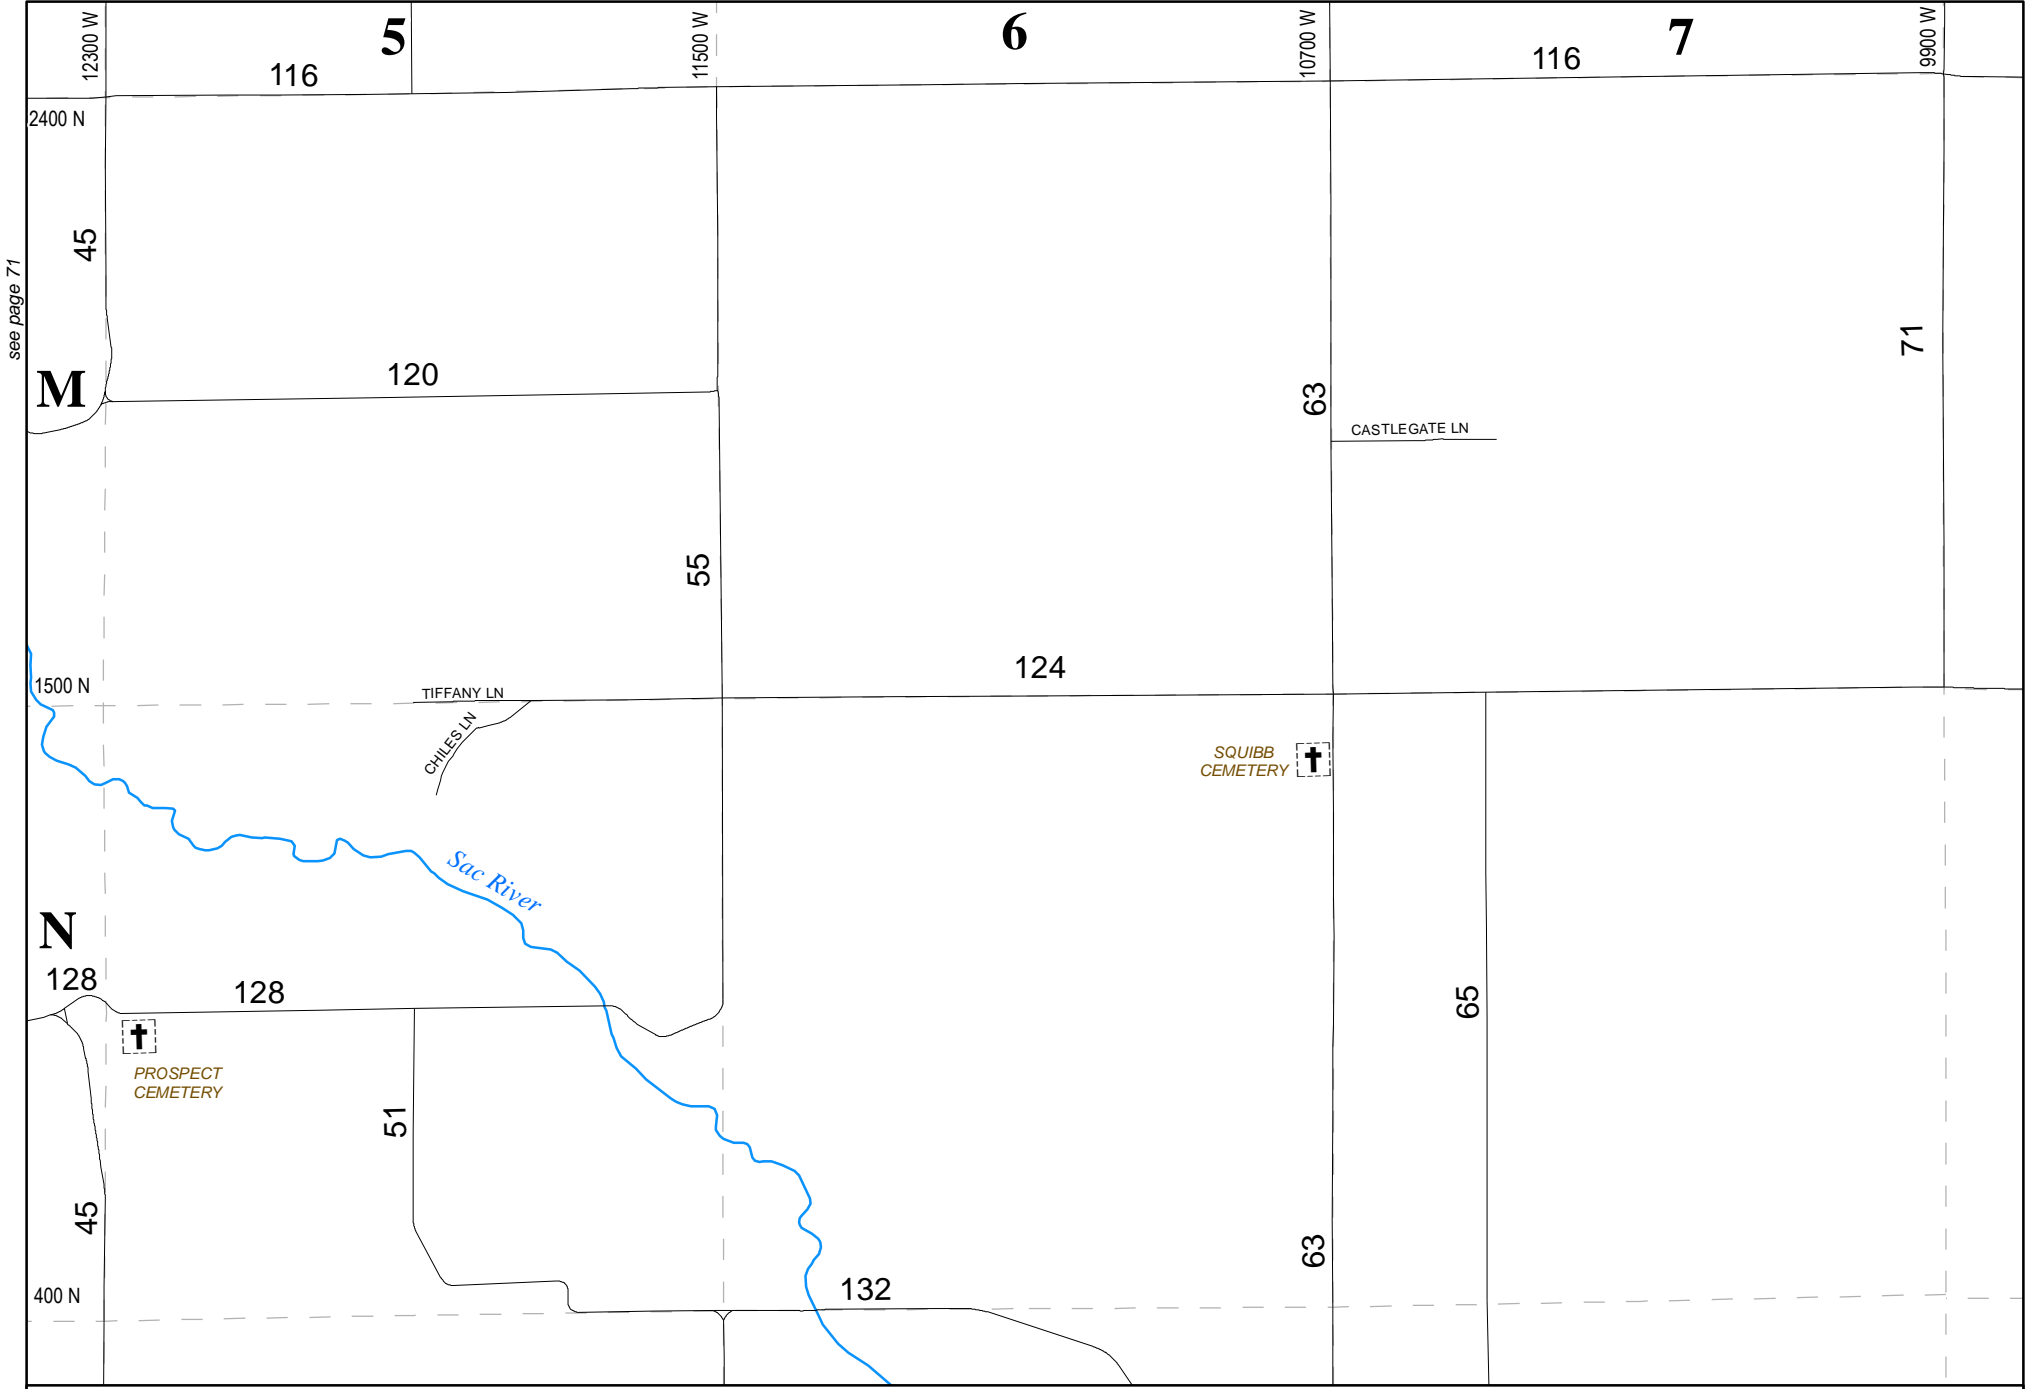 12300 W
5
11500 W
6
10700 W
7
9900 W
116
116
2400 N
45
see page 71
M
120
71
63
CASTLEGATE LN
55
124
1500 N
TIFFANY LN
CHILES LN
SQUIBB
CEMETERY
Sac River
N
128
128
65
PROSPECT
CEMETERY
51
45
63
132
400 N